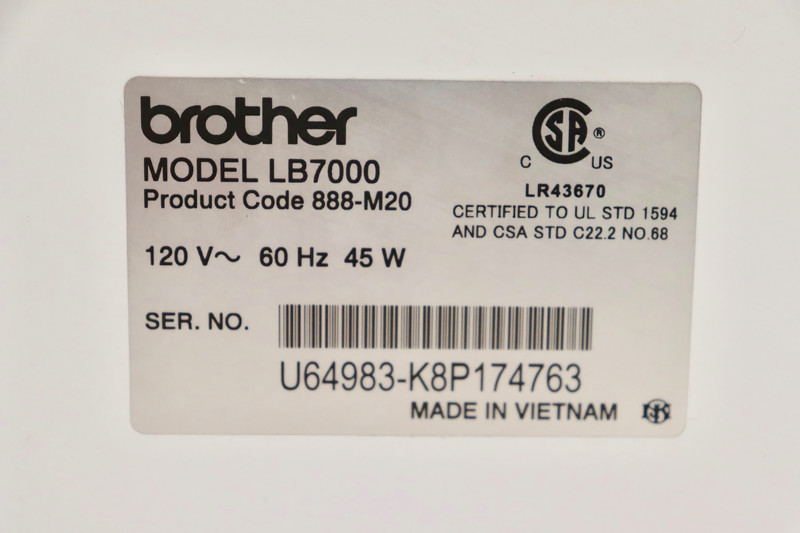 brother
MODEL LB7000
Product Code 888-M20
120 V~ 60 Hz 45 W
CSA®
C US
LR43670
CERTIFIED TO UL STD 1594
AND CSA STD C22.2 NO.68
SER. NO.
U64983-K8P174763
MADE IN VIETNAM